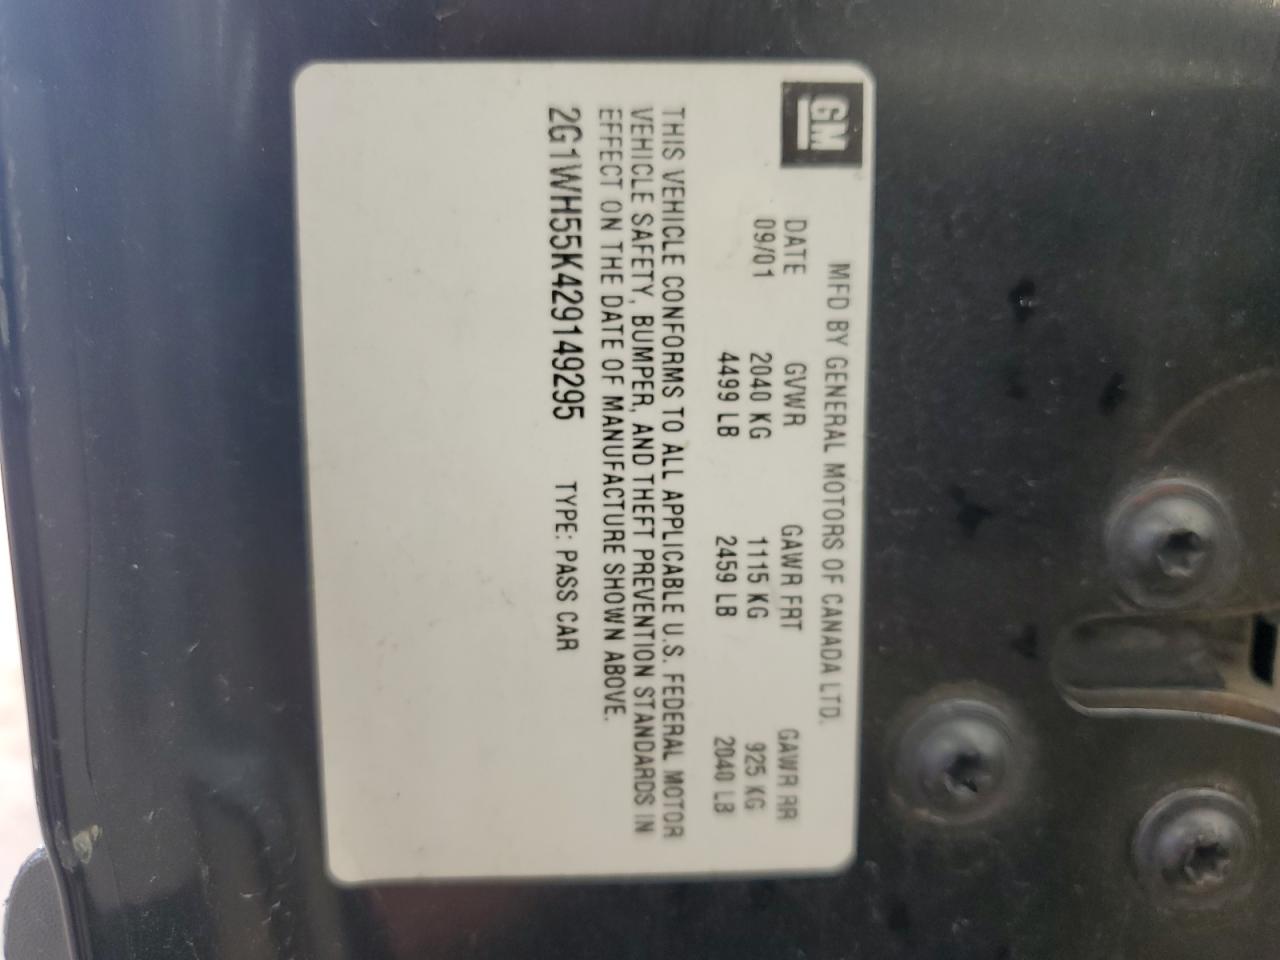 GM
MFD BY GENERAL MOTORS OF CANADA LTD.
DATE GVWR GAWR FRT GAWR RR
09/01 2040 KG 1115 KG 925 KG
4499 LB 2459 LB 2040 LB
THIS VEHICLE CONFORMS TO ALL APPLICABLE U.S. FEDERAL MOTOR
VEHICLE SAFETY, BUMPER, AND THEFT PREVENTION STANDARDS IN
EFFECT ON THE DATE OF MANUFACTURE SHOWN ABOVE.
2G1WH55K429149295 TYPE: PASS CAR